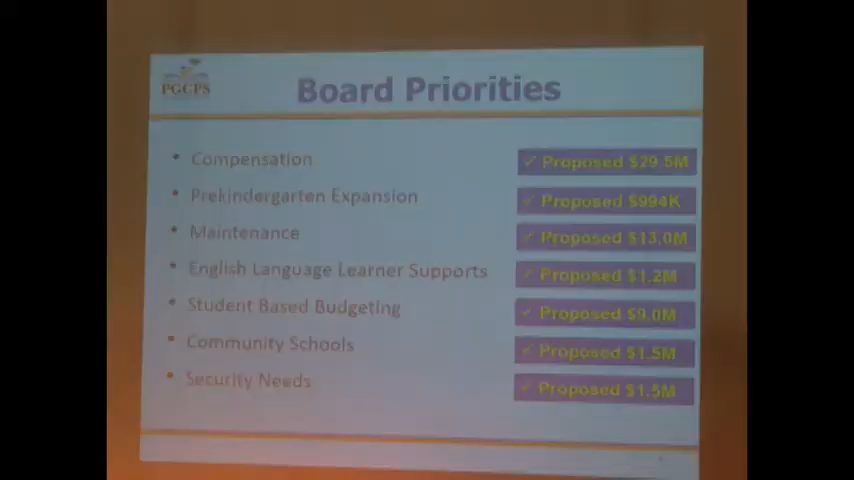 PGCPS
Board Priorities
• Compensation ✓ Proposed $29.5M
• Prekindergarten Expansion ✓ Proposed $994K
• Maintenance ✓ Proposed $13.0M
• English Language Learner Supports ✓ Proposed $1.2M
• Student Based Budgeting ✓ Proposed $9.0M
• Community Schools ✓ Proposed $1.5M
• Security Needs ✓ Proposed $1.5M